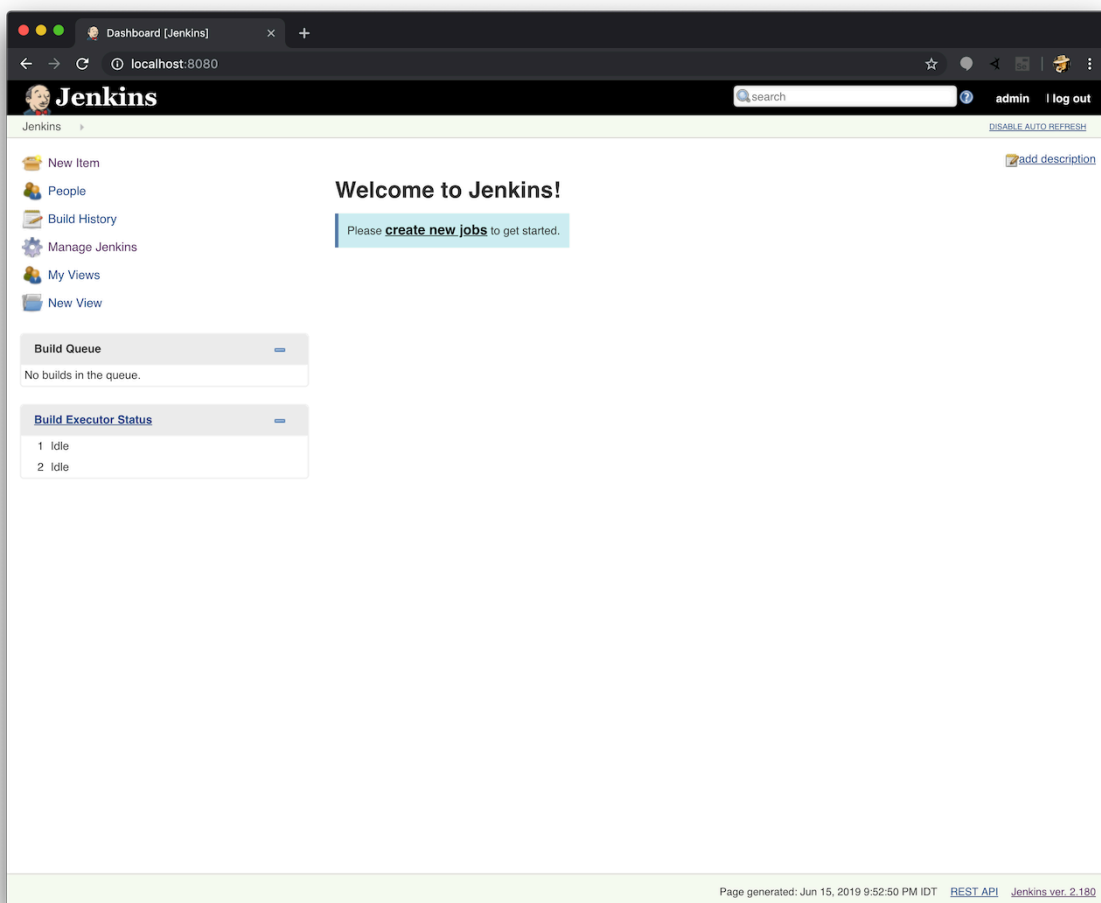 Dashboard [Jenkins]
localhost:8080
Jenkins
search
admin
| log out
Jenkins
DISABLE AUTO REFRESH
add description
New Item
People
Build History
Manage Jenkins
My Views
New View
Welcome to Jenkins!
Please create new jobs to get started.
Build Queue
No builds in the queue.
Build Executor Status
1 Idle
2 Idle
Page generated: Jun 15, 2019 9:52:50 PM IDT REST API Jenkins ver. 2.180